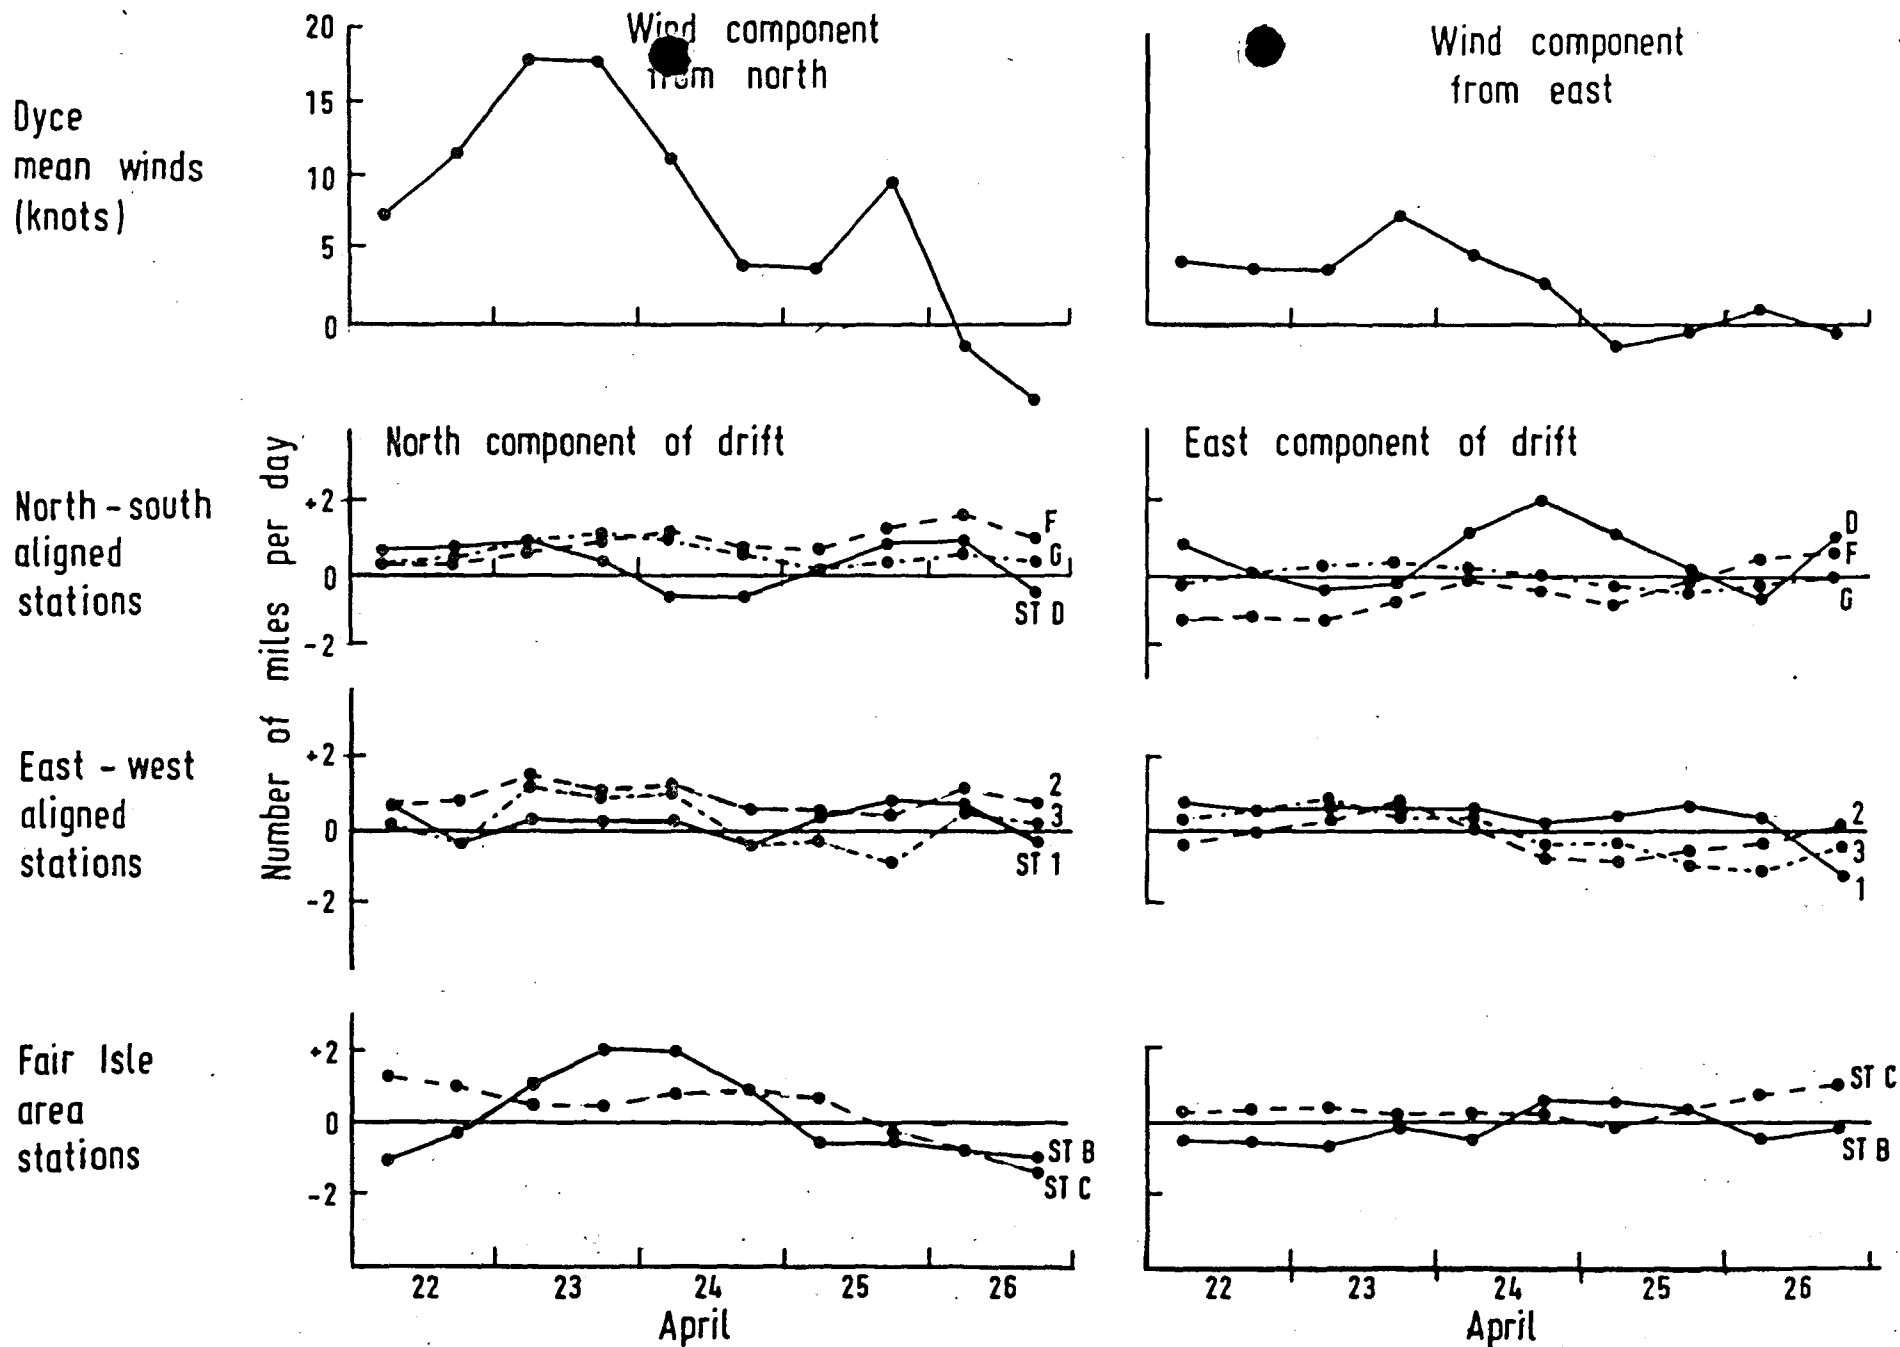 Dyce
mean winds
(knots)
20
15
10
5
0
Wind component
from north
Wind component
from east
Number of miles per day
North - south
aligned
stations
North component of drift
+2
0
-2
F
G
ST D
East component of drift
D
F
G
East - west
aligned
stations
+2
0
-2
2
3
ST 1
2
3
1
Fair Isle
area
stations
+2
0
-2
ST B
ST C
ST C
ST B
22 23 24 25 26
April
22 23 24 25 26
April